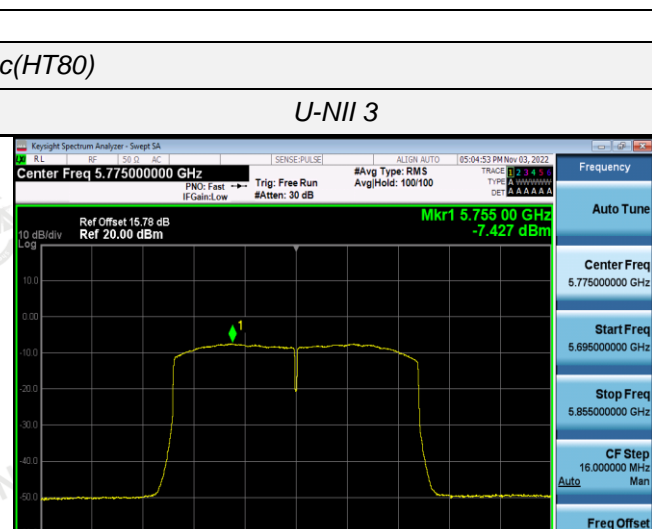 c(HT80)
U-NII 3
Keysight Spectrum Analyzer - Swept SA
RL RF 50 Ω AC SENSE:PULSE ALIGN AUTO 05:04:53 PM Nov 03, 2022
Center Freq 5.775000000 GHz
PNO: Fast
IFGain:Low
Trig: Free Run
#Atten: 30 dB
#Avg Type: RMS
Avg|Hold: 100/100
TRACE 1 2 3 4 5 6
TYPE A WWWWW
DET A A A A A A
Frequency
Auto Tune
Ref Offset 15.78 dB
10 dB/div Ref 20.00 dBm
Log
Mkr1 5.755 00 GHz
-7.427 dBm
10.0
0.00
-10.0
-20.0
-30.0
-40.0
-50.0
1
Center Freq
5.775000000 GHz
Start Freq
5.695000000 GHz
Stop Freq
5.855000000 GHz
CF Step
16.000000 MHz
Auto Man
Freq Offset